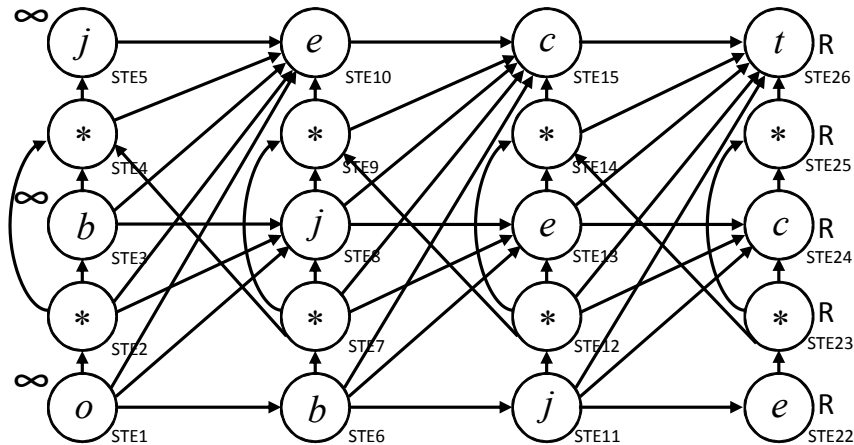 ∞ j e c t R
STE5 STE10 STE15 STE26
* * * * R
STE4 STE9 STE14 STE25
∞ b j e c R
STE3 STE8 STE13 STE24
* * * * R
STE2 STE7 STE12 STE23
∞ o b j e R
STE1 STE6 STE11 STE22